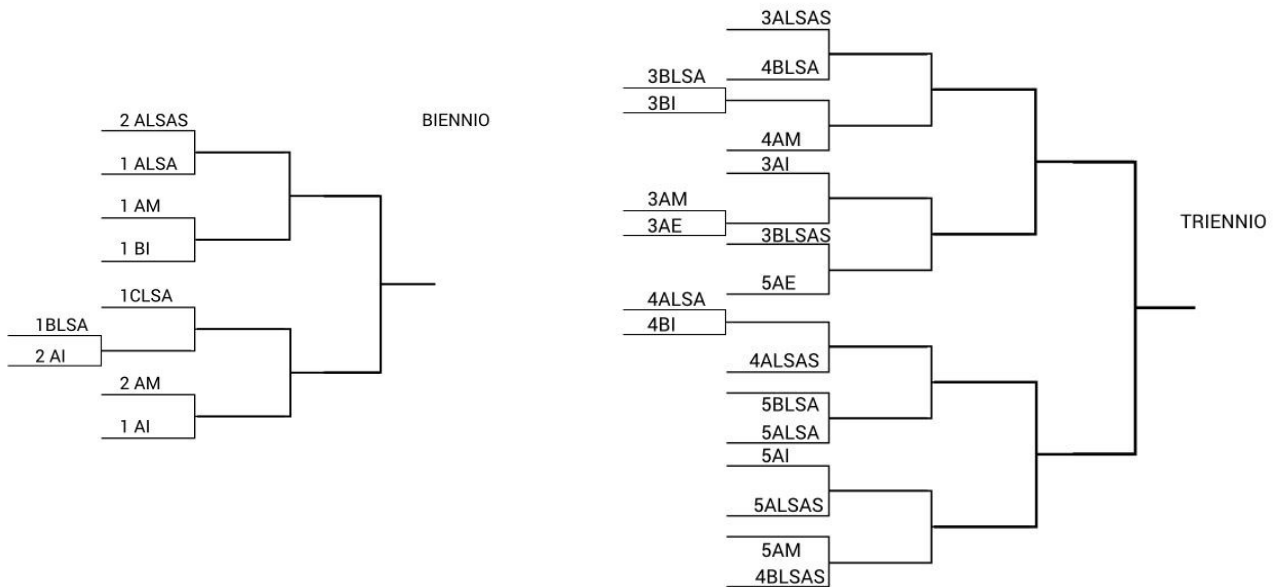 BIENNIO
2 ALSAS
1 ALSA
1 AM
1 BI
1CLSA
1BLSA
2 AI
2 AM
1 AI
TRIENNIO
3ALSAS
4BLSA
3BLSA
3BI
4AM
3AI
3AM
3AE
3BLSAS
5AE
4ALSA
4BI
4ALSAS
5BLSA
5ALSA
5AI
5ALSAS
5AM
4BLSAS